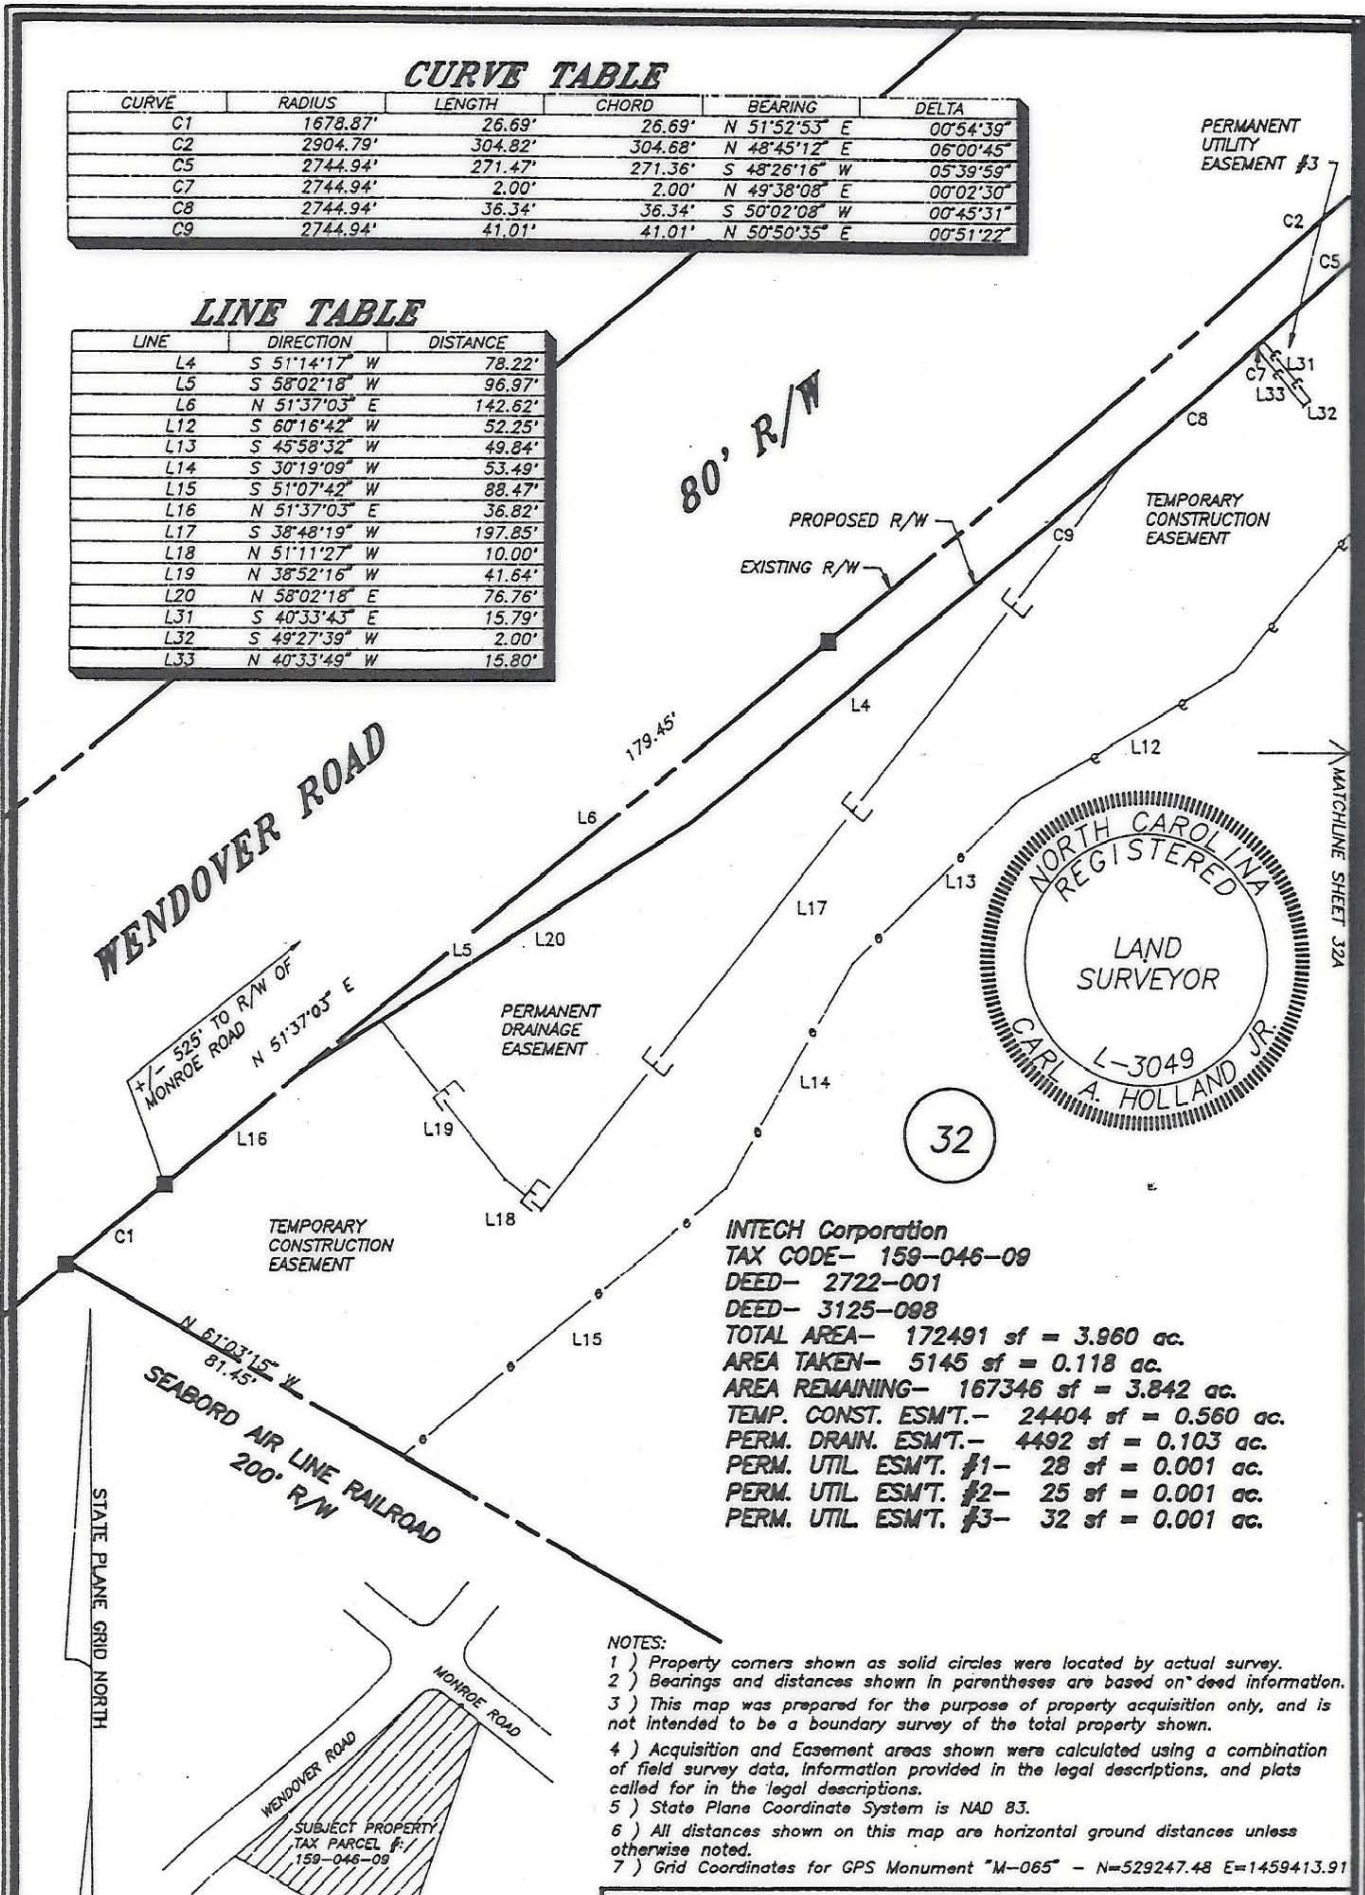 CURVE TABLE
CURVE RADIUS LENGTH CHORD BEARING DELTA
C1 1678.87' 26.69' 26.69' N 51°52'53" E 00°54'39"
C2 2904.79' 304.82' 304.68' N 48°45'12" E 06°00'45"
C5 2744.94' 271.47' 271.36' S 48°26'16" W 05°39'59"
C7 2744.94' 2.00' 2.00' N 49°38'08" E 00°02'30"
C8 2744.94' 36.34' 36.34' S 50°02'08" W 00°45'31"
C9 2744.94' 41.01' 41.01' N 50°50'35" E 00°51'22"
PERMANENT
UTILITY
EASEMENT #3
C2
C5
LINE TABLE
LINE DIRECTION DISTANCE
L4 S 51°14'17" W 78.22'
L5 S 58°02'18" W 96.97'
L6 N 51°37'03" E 142.62'
L12 S 60°16'42" W 52.25'
L13 S 45°58'32" W 49.84'
L14 S 30°19'09" W 53.49'
L15 S 51°07'42" W 88.47'
L16 N 51°37'03" E 36.82'
L17 S 38°48'19" W 197.85'
L18 N 51°11'27" W 10.00'
L19 N 38°52'16" W 41.64'
L20 N 58°02'18" E 76.76'
L31 S 40°33'43" E 15.79'
L32 S 49°27'39" W 2.00'
L33 N 40°33'49" W 15.80'
L31
C7
L33
L32
C8
80' R/W
TEMPORARY
CONSTRUCTION
EASEMENT
PROPOSED R/W
C9
EXISTING R/W
E
L4
179.45'
L12
WENDOVER ROAD
MATCHLINE SHEET 32A
L6
E
NORTH CAROLINA
REGISTERED
LAND
SURVEYOR
L-3049
CARL A. HOLLAND JR.
L13
L17
L20
L5
+/- 525' TO R/W OF
MONROE ROAD
N 51°37'03" E
PERMANENT
DRAINAGE
EASEMENT
E
L14
E
L19
L16
32
E
L18
C1
TEMPORARY
CONSTRUCTION
EASEMENT
L15
N 61°03'15" W
81.45'
SEABORD AIR LINE RAILROAD
200' R/W
INTECH Corporation
TAX CODE- 159-046-09
DEED- 2722-001
DEED- 3125-098
TOTAL AREA- 172491 sf = 3.960 ac.
AREA TAKEN- 5145 sf = 0.118 ac.
AREA REMAINING- 167346 sf = 3.842 ac.
TEMP. CONST. ESM'T.- 24404 sf = 0.560 ac.
PERM. DRAIN. ESM'T.- 4492 sf = 0.103 ac.
PERM. UTIL. ESM'T. #1- 28 sf = 0.001 ac.
PERM. UTIL. ESM'T. #2- 25 sf = 0.001 ac.
PERM. UTIL. ESM'T. #3- 32 sf = 0.001 ac.
STATE PLANE GRID NORTH
MONROE ROAD
WENDOVER ROAD
SUBJECT PROPERTY
TAX PARCEL #:
159-046-09
NOTES:
1 ) Property corners shown as solid circles were located by actual survey.
2 ) Bearings and distances shown in parentheses are based on deed information.
3 ) This map was prepared for the purpose of property acquisition only, and is
not intended to be a boundary survey of the total property shown.
4 ) Acquisition and Easement areas shown were calculated using a combination
of field survey data, information provided in the legal descriptions, and plats
called for in the legal descriptions.
5 ) State Plane Coordinate System is NAD 83.
6 ) All distances shown on this map are horizontal ground distances unless
otherwise noted.
7 ) Grid Coordinates for GPS Monument "M-065" - N=529247.48 E=1459413.91